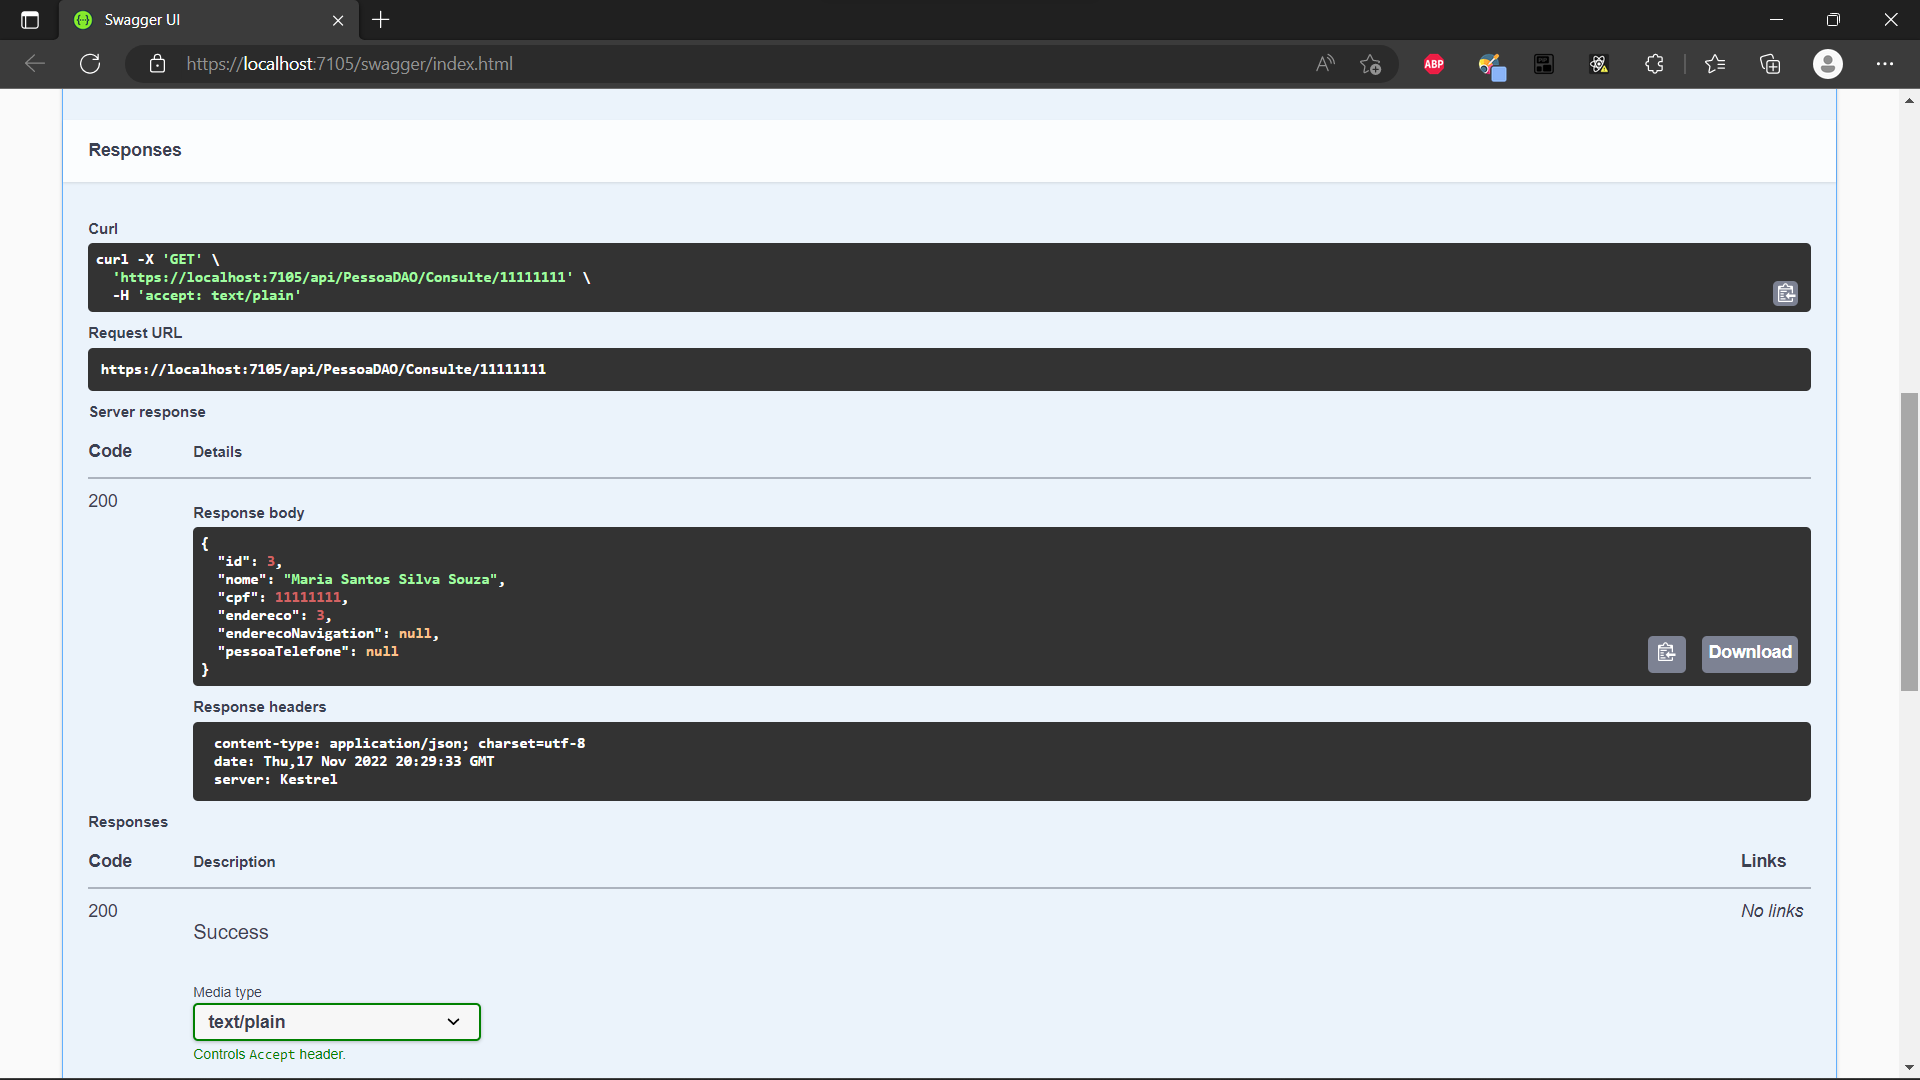 Swagger UI
https://localhost:7105/swagger/index.html
ABP
Responses
Curl
curl -X 'GET' \
'https://localhost:7105/api/PessoaDAO/Consulte/11111111' \
-H 'accept: text/plain'
Request URL
https://localhost:7105/api/PessoaDAO/Consulte/11111111
Server response
Code Details
200
Response body
{
"id": 3,
"nome": "Maria Santos Silva Souza",
"cpf": 11111111,
"endereco": 3,
"enderecoNavigation": null,
"pessoaTelefone": null
}
Download
Response headers
content-type: application/json; charset=utf-8
date: Thu,17 Nov 2022 20:29:33 GMT
server: Kestrel
Responses
Code Description Links
200 No links
Success
Media type
text/plain
Controls Accept header.